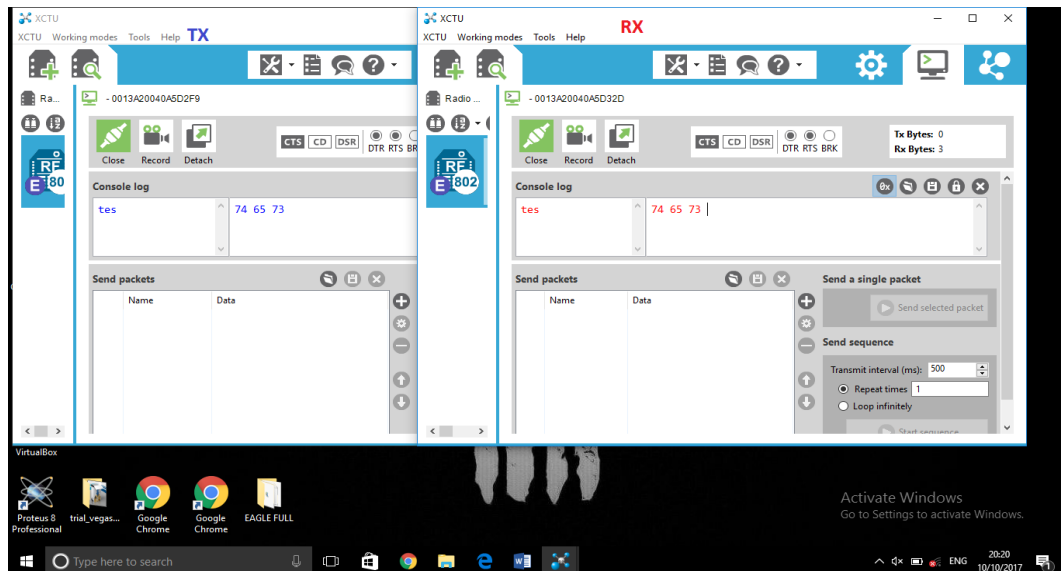 XCTU
XCTU Working modes Tools Help TX
Ra...
- 0013A20040A5D2F9
Close Record Detach
CTS CD DSR
DTR RTS BR
RF
E 80
Console log
tes
74 65 73
Send packets
Name Data
XCTU
XCTU Working modes Tools Help
RX
Radio ...
- 0013A20040A5D32D
Close Record Detach
CTS CD DSR
DTR RTS BRK
Tx Bytes: 0
Rx Bytes: 3
RF
E 802
Console log
0x
tes
74 65 73
Send packets
Name Data
Send a single packet
Send selected packet
Send sequence
Transmit interval (ms): 500
Repeat times 1
Loop infinitely
Start sequence
VirtualBox
Proteus 8 Professional
trial_vegas...
Google Chrome
Google Chrome
EAGLE FULL
Activate Windows
Go to Settings to activate Windows.
Type here to search
ENG
20:20
10/10/2017